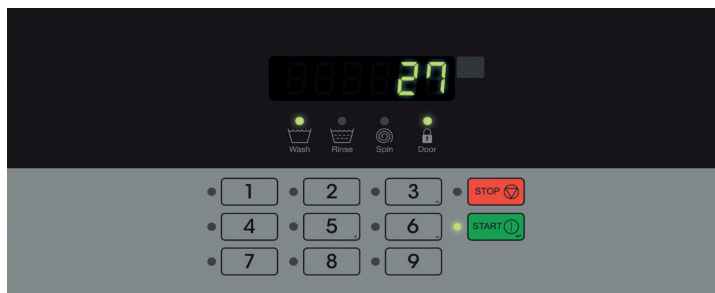 27
Wash Rinse Spin Door
1 2 3 STOP
4 5 6 START
7 8 9